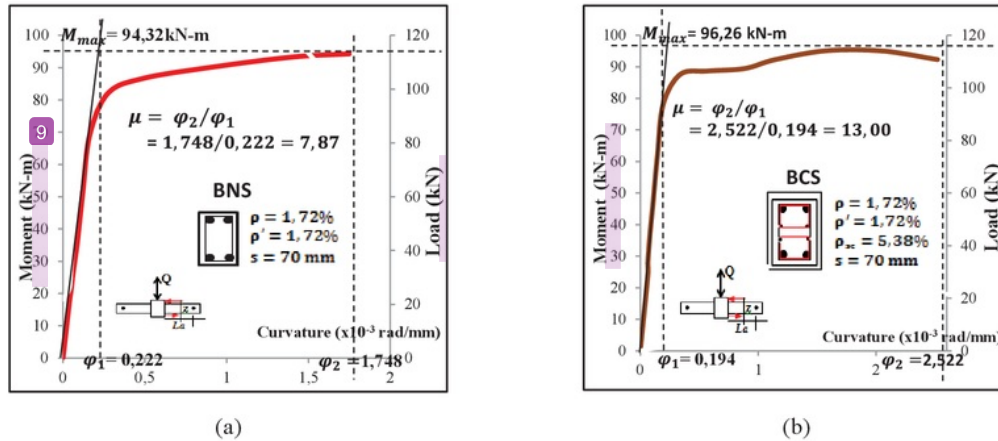 M_max = 94,32kN-m
100
90
80
70
60
50
40
30
20
10
0
9
Moment (kN-m)
μ = φ₂/φ₁
= 1,748/0,222 = 7,87
BNS
ρ = 1,72%
ρ' = 1,72%
s = 70 mm
Q
z
La
Curvature (x10⁻³ rad/mm)
φ₁=0,222
φ₂=1,748
0
0,5
1
1,5
2
120
100
80
60
40
20
0
Load (kN)
(a)
M_max = 96,26 kN-m
100
90
80
70
60
50
40
30
20
10
0
Moment (kN-m)
μ = φ₂/φ₁
= 2,522/0,194 = 13,00
BCS
ρ = 1,72%
ρ' = 1,72%
ρ_sc = 5,38%
s = 70 mm
Q
z
La
Curvature (x10⁻³ rad/mm)
φ₁=0,194
φ₂=2,522
0
1
2
120
100
80
60
40
20
0
Load (kN)
(b)